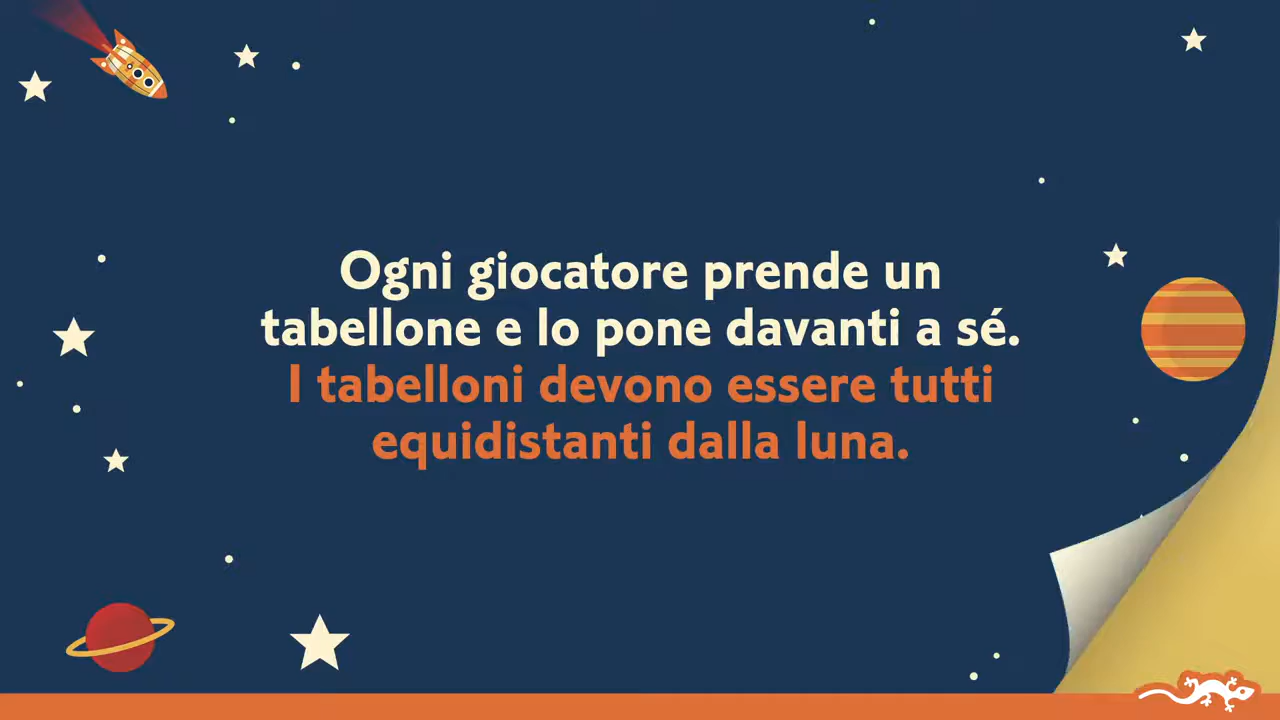 Ogni giocatore prende un
tabellone e lo pone davanti a sé.
I tabelloni devono essere tutti
equidistanti dalla luna.